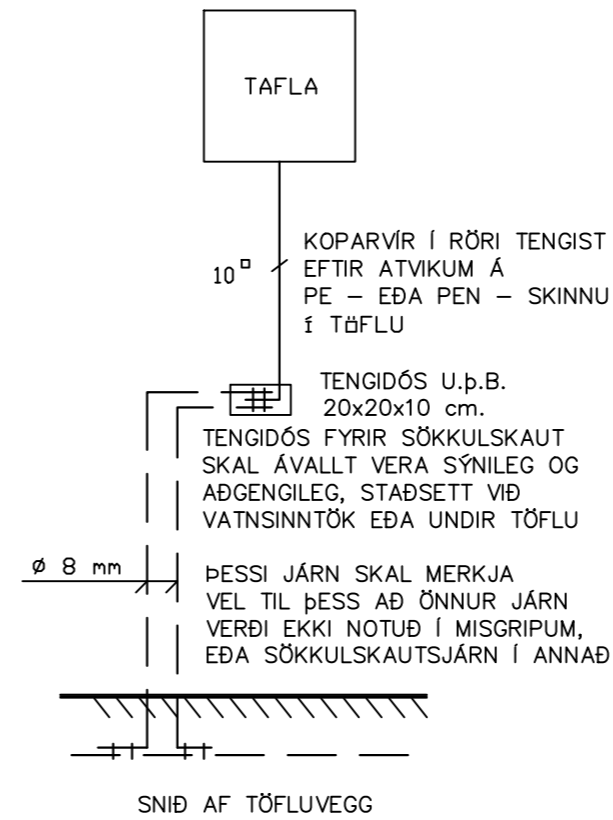 TAFLA
KOPARVÍR Í RÖRI TENGIST
EFTIR ATVIKUM Á
PE – EÐA PEN – SKINNU
í TöFLU
10□
TENGIDÓS U.þ.B.
20x20x10 cm.
TENGIDÓS FYRIR SÖKKULSKAUT
SKAL ÁVALLT VERA SÝNILEG OG
AÐGENGILEG, STAÐSETT VIÐ
VATNSINNTÖK EÐA UNDIR TÖFLU
ø 8 mm
ÞESSI JÁRN SKAL MERKJA
VEL TIL þESS AÐ ÖNNUR JÁRN
VERÐI EKKI NOTUÐ Í MISGRIPUM,
EÐA SÖKKULSKAUTSJÁRN Í ANNAÐ
SNIÐ AF TÖFLUVEGG